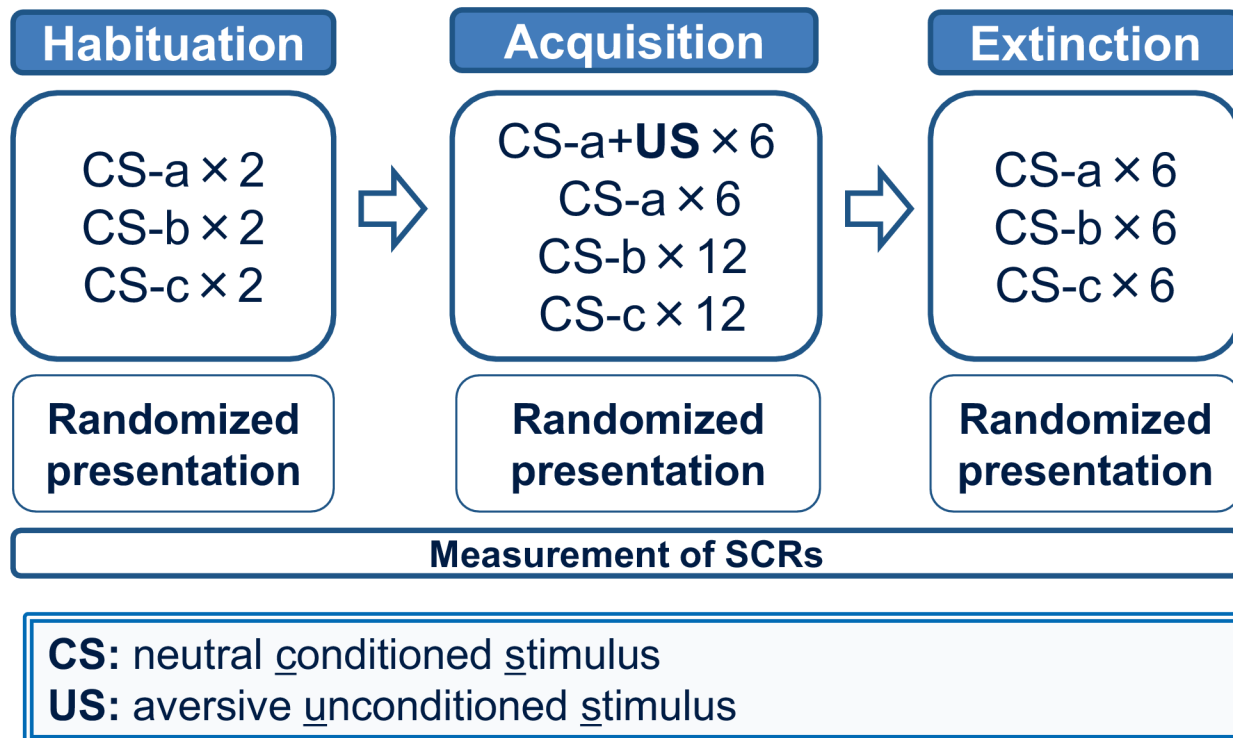 Habituation
CS-a × 2
CS-b × 2
CS-c × 2
Randomized
presentation
Acquisition
CS-a+US × 6
CS-a × 6
CS-b × 12
CS-c × 12
Randomized
presentation
Extinction
CS-a × 6
CS-b × 6
CS-c × 6
Randomized
presentation
Measurement of SCRs
CS: neutral conditioned stimulus
US: aversive unconditioned stimulus